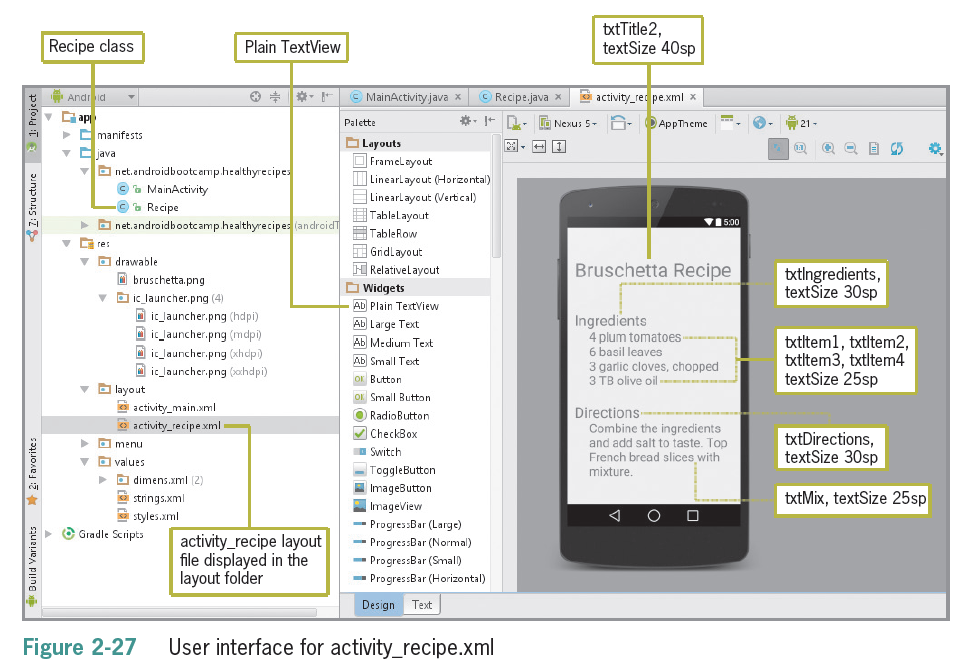 txtTitle2,
textSize 40sp
Recipe class
Plain TextView
1: Project
7: Structure
2: Favorites
Build Variants
Android
app
manifests
java
net.androidbootcamp.healthyrecipes
MainActivity
Recipe
net.androidbootcamp.healthyrecipes (androidT
res
drawable
bruschetta.png
ic_launcher.png (4)
ic_launcher.png (hdpi)
ic_launcher.png (mdpi)
ic_launcher.png (xhdpi)
ic_launcher.png (xxhdpi)
layout
activity_main.xml
activity_recipe.xml
menu
values
dimens.xml (2)
strings.xml
styles.xml
Gradle Scripts
activity_recipe layout
file displayed in the
layout folder
MainActivity.java
Recipe.java
activity_recipe.xml
Palette
Nexus 5
AppTheme
21
Layouts
FrameLayout
LinearLayout (Horizontal)
LinearLayout (Vertical)
TableLayout
TableRow
GridLayout
RelativeLayout
Widgets
Ab Plain TextView
Ab Large Text
Ab Medium Text
Ab Small Text
OK Button
OK Small Button
RadioButton
CheckBox
Switch
ToggleButton
ImageButton
ImageView
ProgressBar (Large)
ProgressBar (Normal)
ProgressBar (Small)
ProgressBar (Horizontal)
Design
Text
5:00
Bruschetta Recipe
Ingredients
4 plum tomatoes
6 basil leaves
3 garlic cloves, chopped
3 TB olive oil
Directions
Combine the ingredients
and add salt to taste. Top
French bread slices with
mixture.
txtIngredients,
textSize 30sp
txtItem1, txtItem2,
txtItem3, txtItem4
textSize 25sp
txtDirections,
textSize 30sp
txtMix, textSize 25sp
Figure 2-27 User interface for activity_recipe.xml